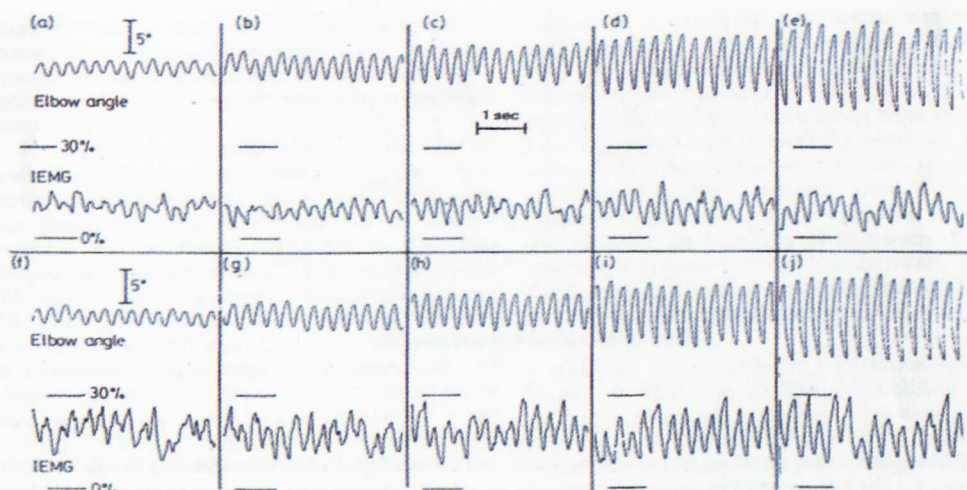 (a) (b) (c) (d) (e)
5°
Elbow angle
1 sec
30%
IEMG
0%
(f) (g) (h) (i) (j)
5°
Elbow angle
30%
IEMG
0%